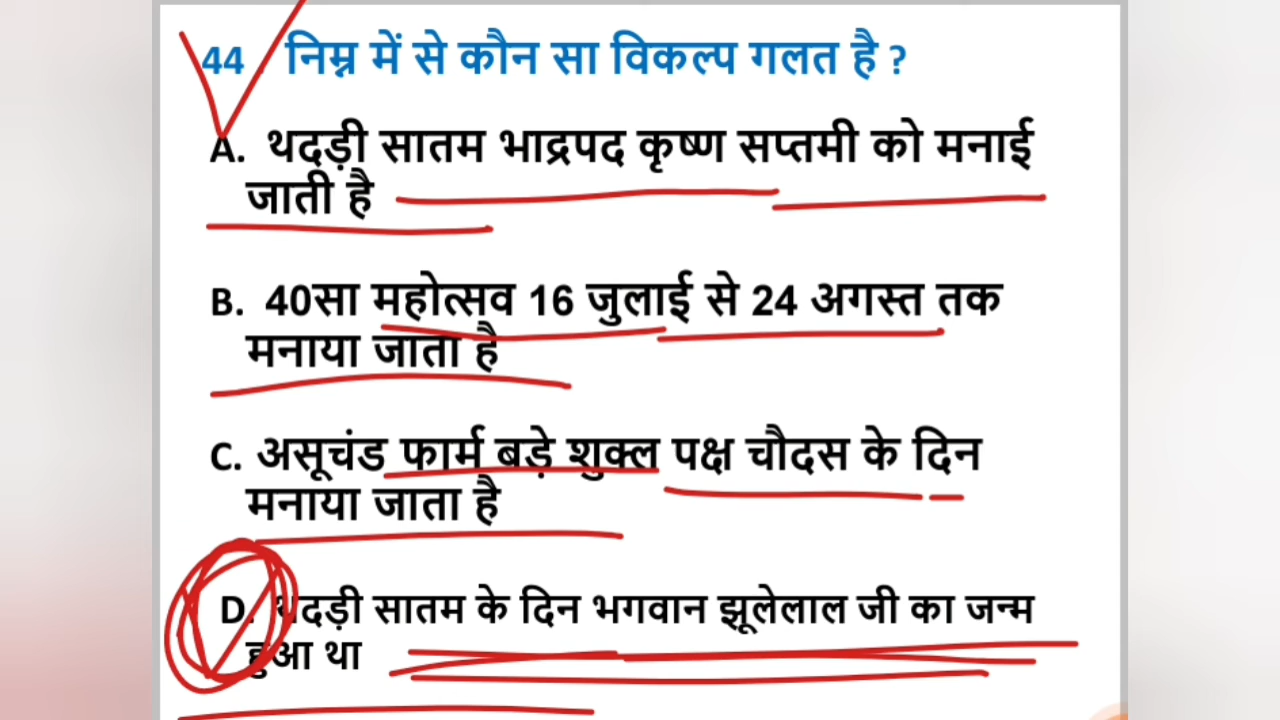 44 . निम्न में से कौन सा विकल्प गलत है ?
A. थदड़ी सातम भाद्रपद कृष्ण सप्तमी को मनाई
जाती है
B. 40सा महोत्सव 16 जुलाई से 24 अगस्त तक
मनाया जाता है
C. असूचंड फार्म बड़े शुक्ल पक्ष चौदस के दिन
मनाया जाता है
D. थदड़ी सातम के दिन भगवान झूलेलाल जी का जन्म
हुआ था